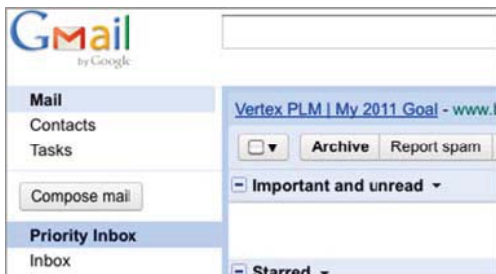 Gmail
by Google
Mail
Contacts
Tasks
Compose mail
Priority Inbox
Inbox
Vertex PLM | My 2011 Goal - www.
Archive Report spam
Important and unread
Starred